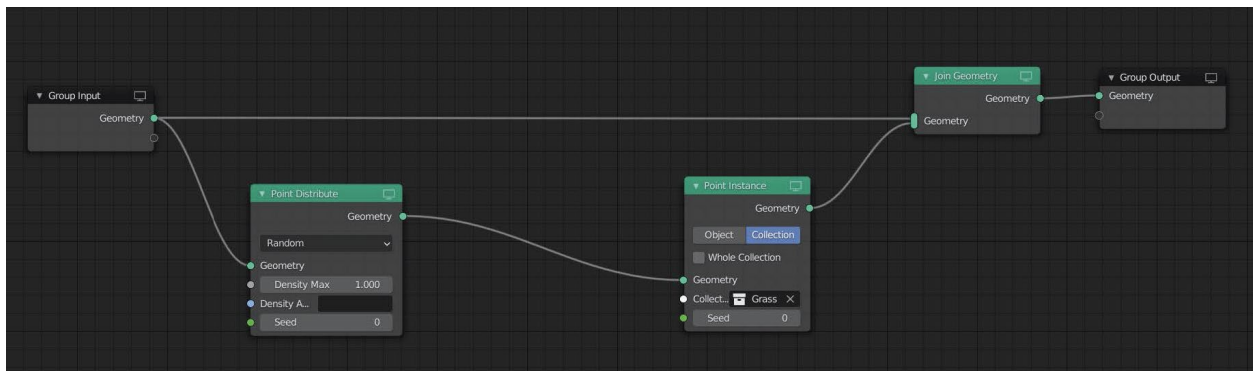 Group Input
Geometry
Point Distribute
Geometry
Random
Geometry
Density Max 1.000
Density A...
Seed 0
Point Instance
Geometry
Object Collection
Whole Collection
Geometry
Collect... Grass
Seed 0
Join Geometry
Geometry
Geometry
Group Output
Geometry